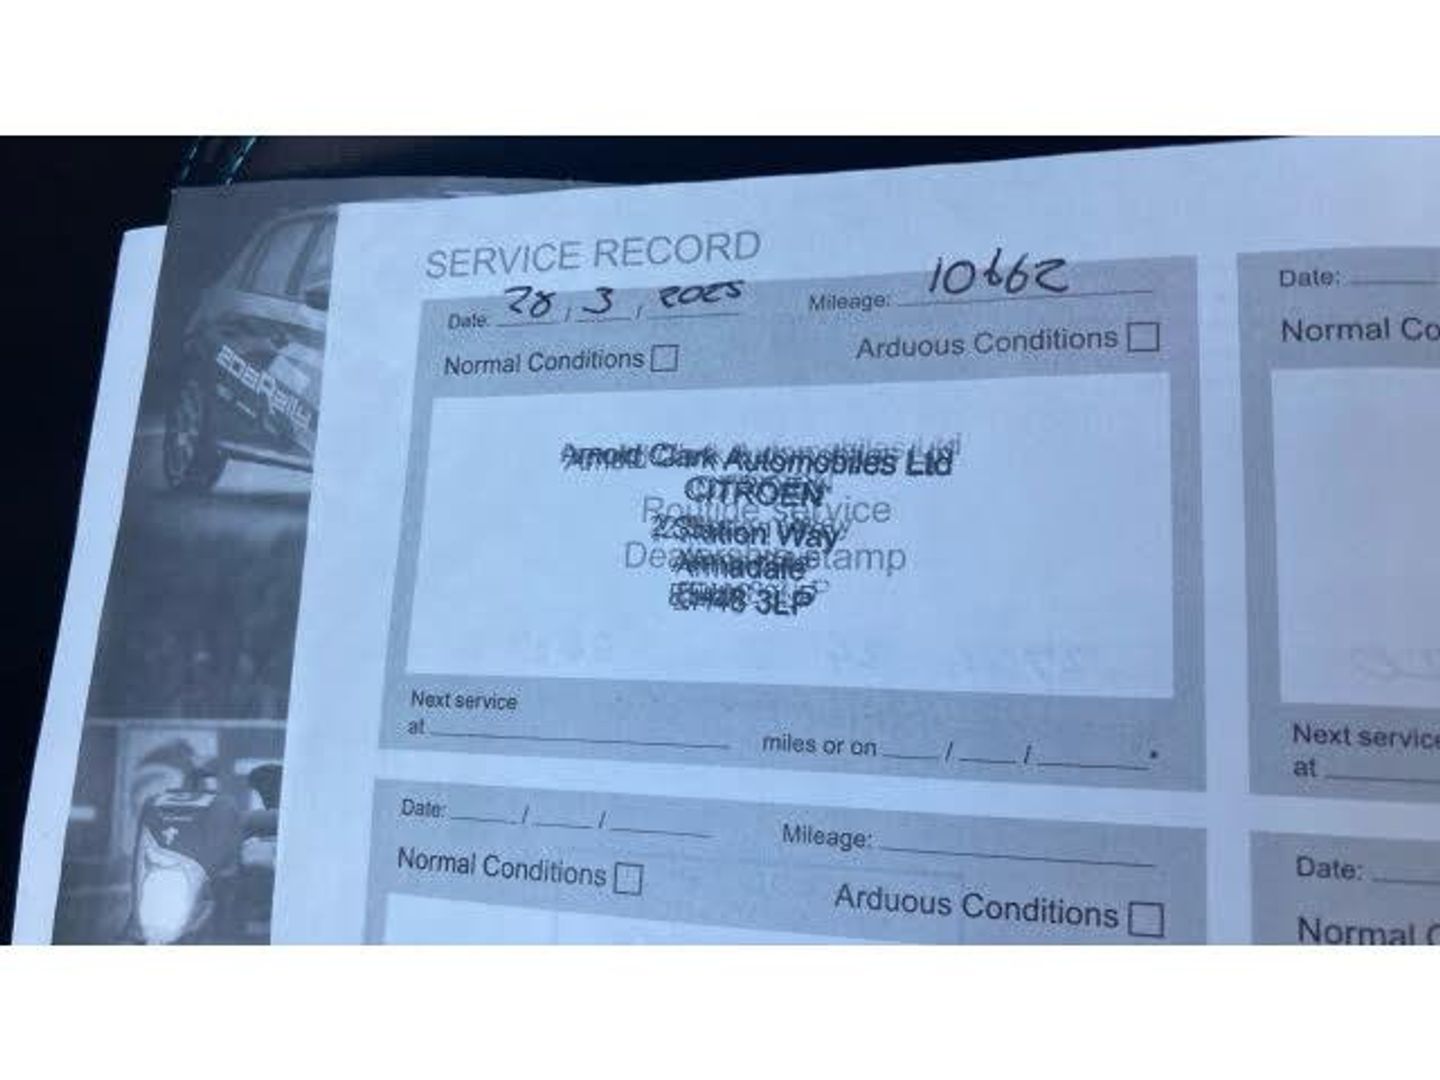 SERVICE RECORD
Date: 28 / 3 / 2025 Mileage: 10662
Normal Conditions Arduous Conditions
Arnold Clark Automobiles Ltd
CITROEN
Routine service
Station Way
Dealership stamp
Armadale
EH48 3LP
Next service
at miles or on / / *
Date: / / Mileage:
Normal Conditions
Arduous Conditions
Date:
Normal Co
Next service
at
Date:
Normal C